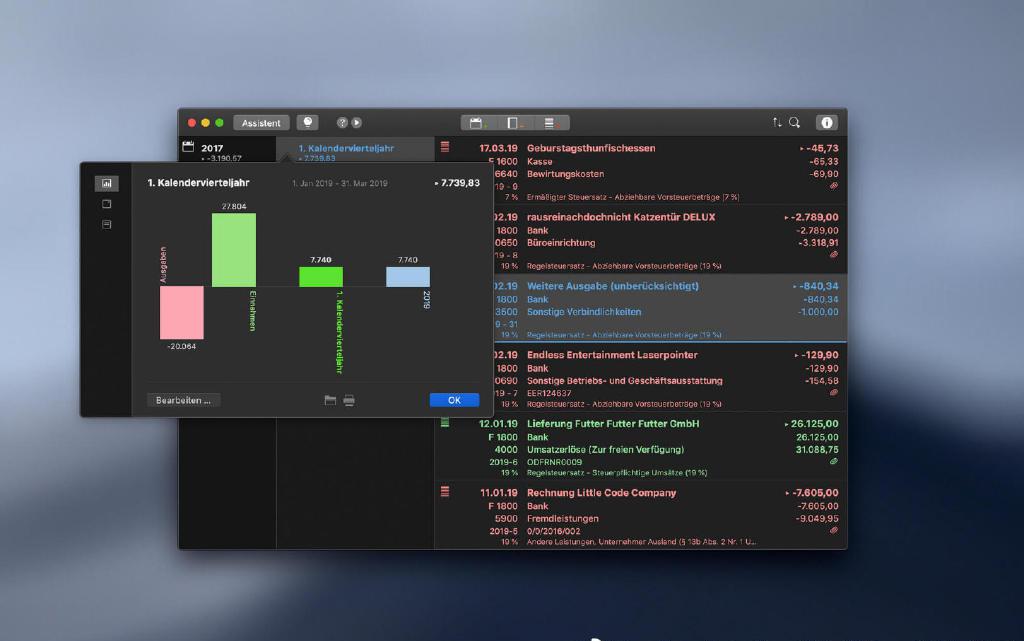 Assistent
2017
▸ -3.190,57
1. Kalendervierteljahr
▸ 7.739,83
1. Kalendervierteljahr
1. Jan 2019 – 31. Mar 2019
▸ 7.739,83
27.804
Ausgaben
-20.064
Einnahmen
7.740
1. Kalendervierteljahr
7.740
2019
Bearbeiten ...
OK
17.03.19 Geburstagsthunfischessen ▸ -45,73
F 1600 Kasse -65,33
6640 Bewirtungskosten -69,90
19 - 9
7 % Ermäßigter Steuersatz – Abziehbare Vorsteuerbeträge (7 %)
02.19 rausreinachdochnicht Katzentür DELUX ▸ -2.789,00
1800 Bank -2.789,00
0650 Büroeinrichtung -3.318,91
19 - 8
19 % Regelsteuersatz – Abziehbare Vorsteuerbeträge (19 %)
02.19 Weitere Ausgabe (unberücksichtigt) ▸ -840,34
1800 Bank -840,34
3500 Sonstige Verbindlichkeiten -1.000,00
9 - 31
19 % Regelsteuersatz – Abziehbare Vorsteuerbeträge (19 %)
02.19 Endless Entertainment Laserpointer ▸ -129,90
1800 Bank -129,90
0690 Sonstige Betriebs- und Geschäftsausstattung -154,58
19 - 7 EER124637
19 % Regelsteuersatz – Abziehbare Vorsteuerbeträge (19 %)
12.01.19 Lieferung Futter Futter Futter GmbH ▸ 26.125,00
F 1800 Bank 26.125,00
4000 Umsatzerlöse (Zur freien Verfügung) 31.088,75
2019-6 ODFRNR0009
19 % Regelsteuersatz – Steuerpflichtige Umsätze (19 %)
11.01.19 Rechnung Little Code Company ▸ -7.605,00
F 1800 Bank -7.605,00
5900 Fremdleistungen -9.049,95
2019-5 0/0/2016/002
19 % Andere Leistungen, Unternehmer Ausland (§ 13b Abs. 2 Nr. 1 U...